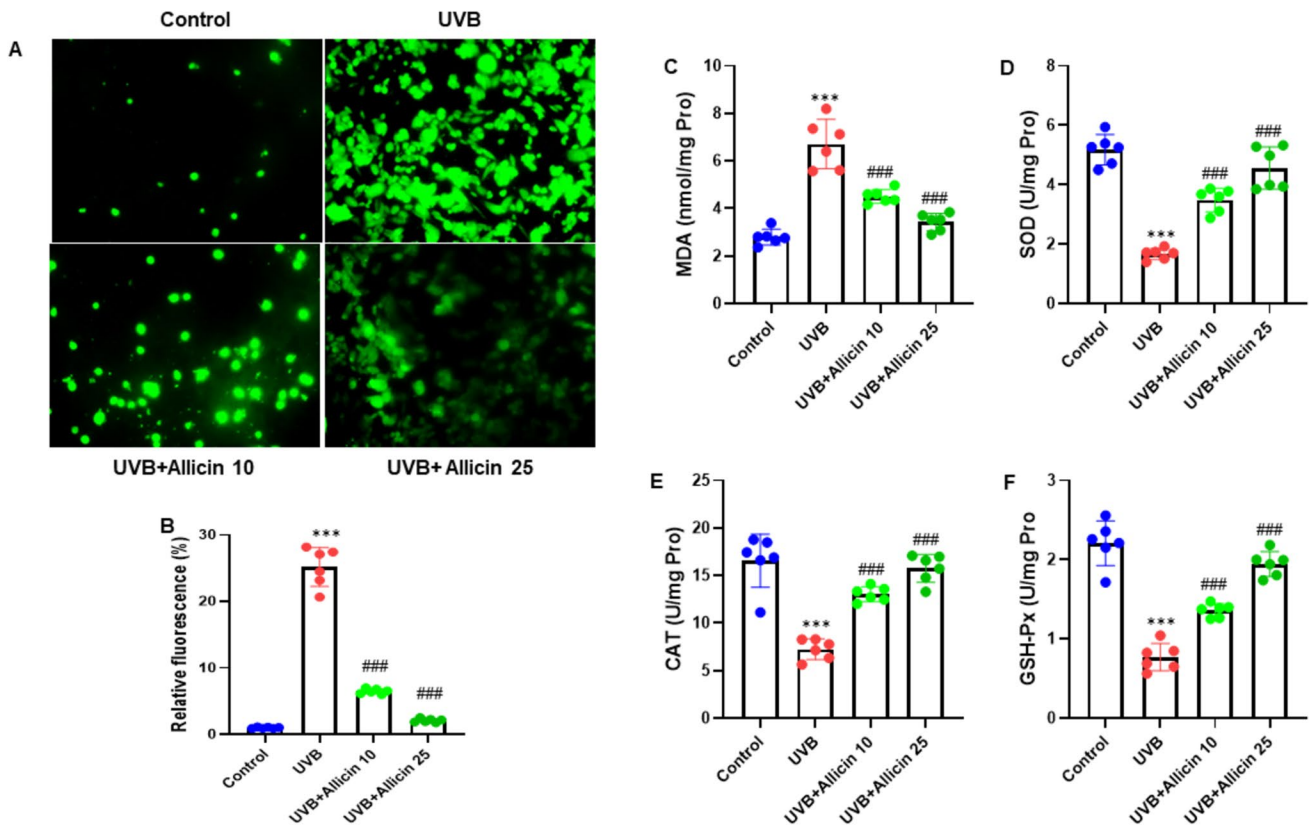 Control UVB
A
UVB+Allicin 10 UVB+ Allicin 25
B
Relative fluorescence (%)
30
20
10
0
***
###
###
Control
UVB
UVB+Allicin 10
UVB+Allicin 25
C
MDA (nmol/mg Pro)
10
8
6
4
2
0
***
###
###
Control
UVB
UVB+Allicin 10
UVB+Allicin 25
D
SOD (U/mg Pro)
8
6
4
2
0
***
###
###
Control
UVB
UVB+Allicin 10
UVB+Allicin 25
E
CAT (U/mg Pro)
25
20
15
10
5
0
***
###
###
Control
UVB
UVB+Allicin 10
UVB+Allicin 25
F
GSH-Px (U/mg Pro
3
2
1
0
***
###
###
Control
UVB
UVB+Allicin 10
UVB+Allicin 25